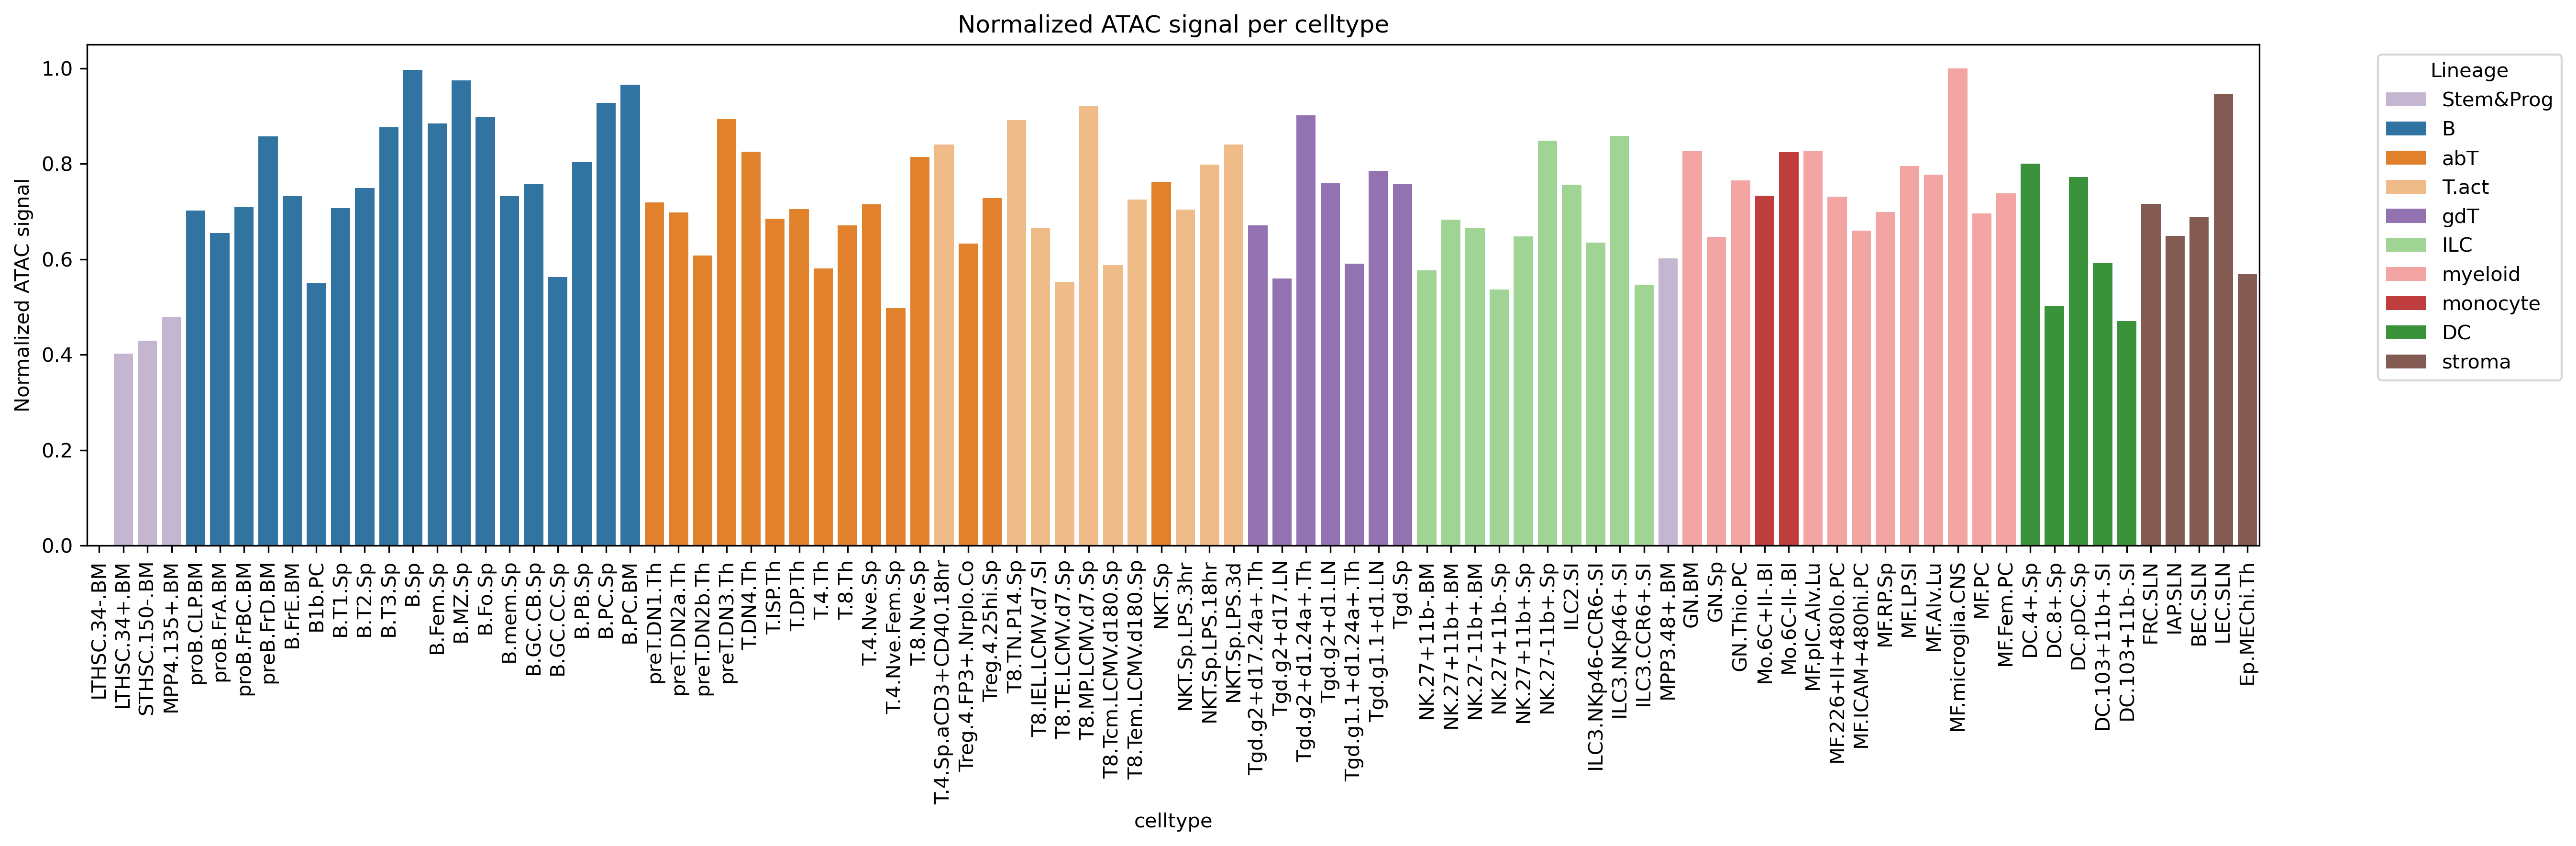 Normalized ATAC signal per celltype
Normalized ATAC signal
1.0
0.8
0.6
0.4
0.2
0.0
LTHSC.34-.BM
LTHSC.34+.BM
STHSC.150-.BM
MPP4.135+.BM
proB.CLP.BM
proB.FrA.BM
proB.FrBC.BM
preB.FrD.BM
B.FrE.BM
B1b.PC
B.T1.Sp
B.T2.Sp
B.T3.Sp
B.Sp
B.Fem.Sp
B.MZ.Sp
B.Fo.Sp
B.mem.Sp
B.GC.CB.Sp
B.GC.CC.Sp
B.PB.Sp
B.PC.Sp
B.PC.BM
preT.DN1.Th
preT.DN2a.Th
preT.DN2b.Th
preT.DN3.Th
T.DN4.Th
T.ISP.Th
T.DP.Th
T.4.Th
T.8.Th
T.4.Nve.Sp
T.4.Nve.Fem.Sp
T.8.Nve.Sp
T.4.Sp.aCD3+CD40.18hr
Treg.4.FP3+.Nrplo.Co
Treg.4.25hi.Sp
T8.TN.P14.Sp
T8.IEL.LCMV.d7.SI
T8.TE.LCMV.d7.Sp
T8.MP.LCMV.d7.Sp
T8.Tcm.LCMV.d180.Sp
T8.Tem.LCMV.d180.Sp
NKT.Sp
NKT.Sp.LPS.3hr
NKT.Sp.LPS.18hr
NKT.Sp.LPS.3d
Tgd.g2+d17.24a+.Th
Tgd.g2+d17.LN
Tgd.g2+d1.24a+.Th
Tgd.g2+d1.LN
Tgd.g1.1+d1.24a+.Th
Tgd.g1.1+d1.LN
Tgd.Sp
NK.27+11b-.BM
NK.27+11b+.BM
NK.27-11b+.BM
NK.27+11b-.Sp
NK.27+11b+.Sp
NK.27-11b+.Sp
ILC2.SI
ILC3.NKp46-CCR6-.SI
ILC3.NKp46+.SI
ILC3.CCR6+.SI
MPP3.48+.BM
GN.BM
GN.Sp
GN.Thio.PC
Mo.6C+II-.Bl
Mo.6C-II-.Bl
MF.pIC.Alv.Lu
MF.226+II+480lo.PC
MF.ICAM+480hi.PC
MF.RP.Sp
MF.LP.SI
MF.Alv.Lu
MF.microglia.CNS
MF.PC
MF.Fem.PC
DC.4+.Sp
DC.8+.Sp
DC.pDC.Sp
DC.103+11b+.SI
DC.103+11b-.SI
FRC.SLN
IAP.SLN
BEC.SLN
LEC.SLN
Ep.MEChi.Th
celltype
Lineage
Stem&Prog
B
abT
T.act
gdT
ILC
myeloid
monocyte
DC
stroma